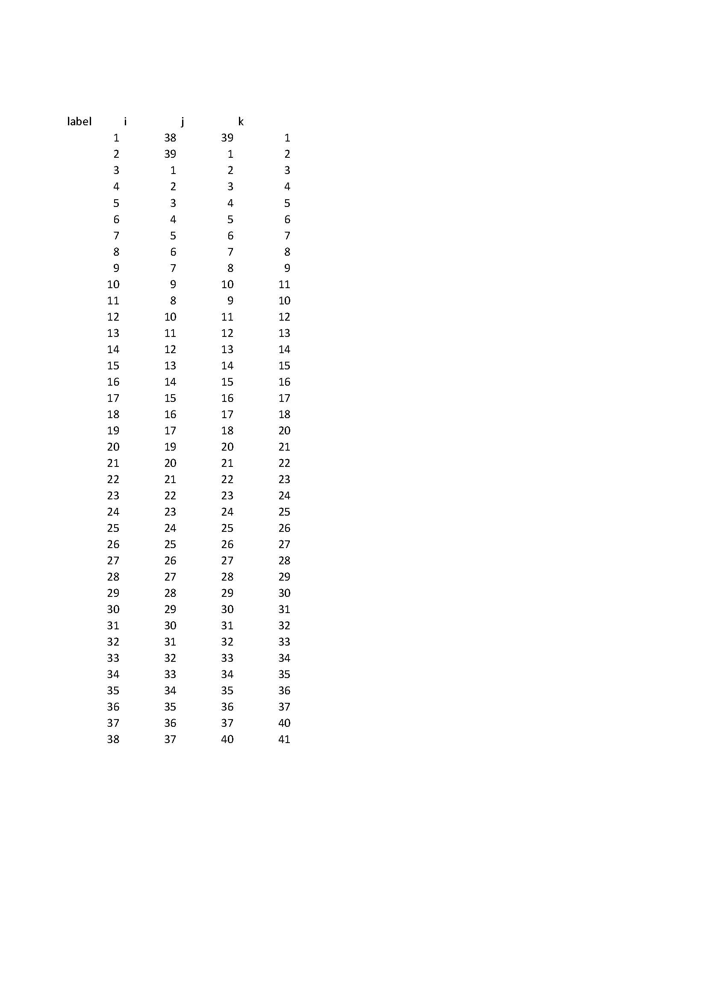 label i j k
1 38 39 1
2 39 1 2
3 1 2 3
4 2 3 4
5 3 4 5
6 4 5 6
7 5 6 7
8 6 7 8
9 7 8 9
10 9 10 11
11 8 9 10
12 10 11 12
13 11 12 13
14 12 13 14
15 13 14 15
16 14 15 16
17 15 16 17
18 16 17 18
19 17 18 20
20 19 20 21
21 20 21 22
22 21 22 23
23 22 23 24
24 23 24 25
25 24 25 26
26 25 26 27
27 26 27 28
28 27 28 29
29 28 29 30
30 29 30 31
31 30 31 32
32 31 32 33
33 32 33 34
34 33 34 35
35 34 35 36
36 35 36 37
37 36 37 40
38 37 40 41